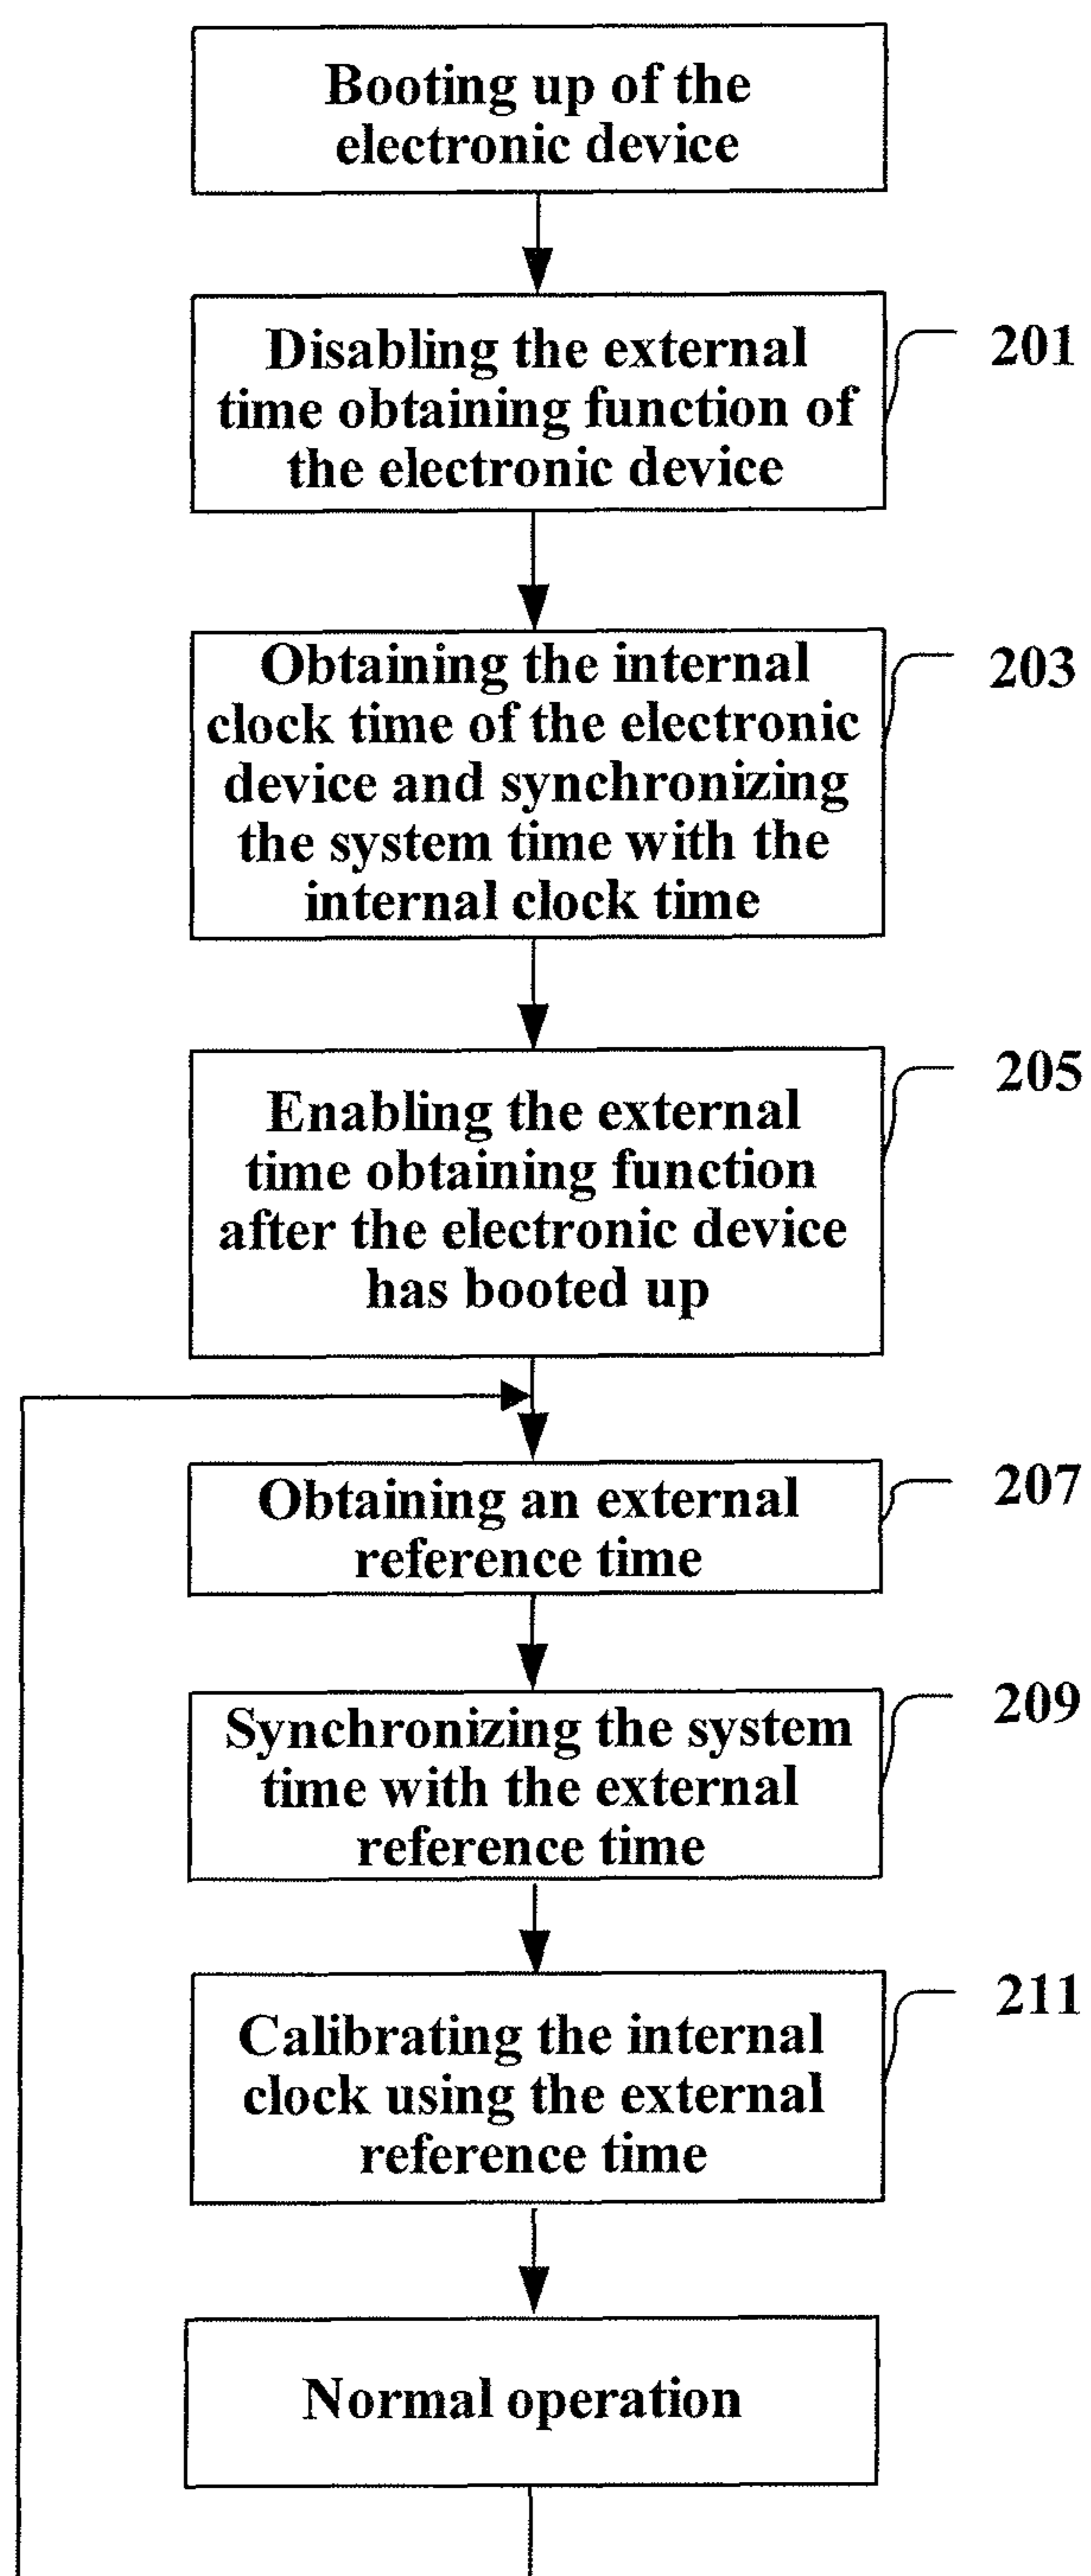 Booting up of the
electronic device
Disabling the external
time obtaining function of
the electronic device
201
Obtaining the internal
clock time of the electronic
device and synchronizing
the system time with the
internal clock time
203
Enabling the external
time obtaining function
after the electronic device
has booted up
205
Obtaining an external
reference time
207
Synchronizing the system
time with the external
reference time
209
Calibrating the internal
clock using the external
reference time
211
Normal operation